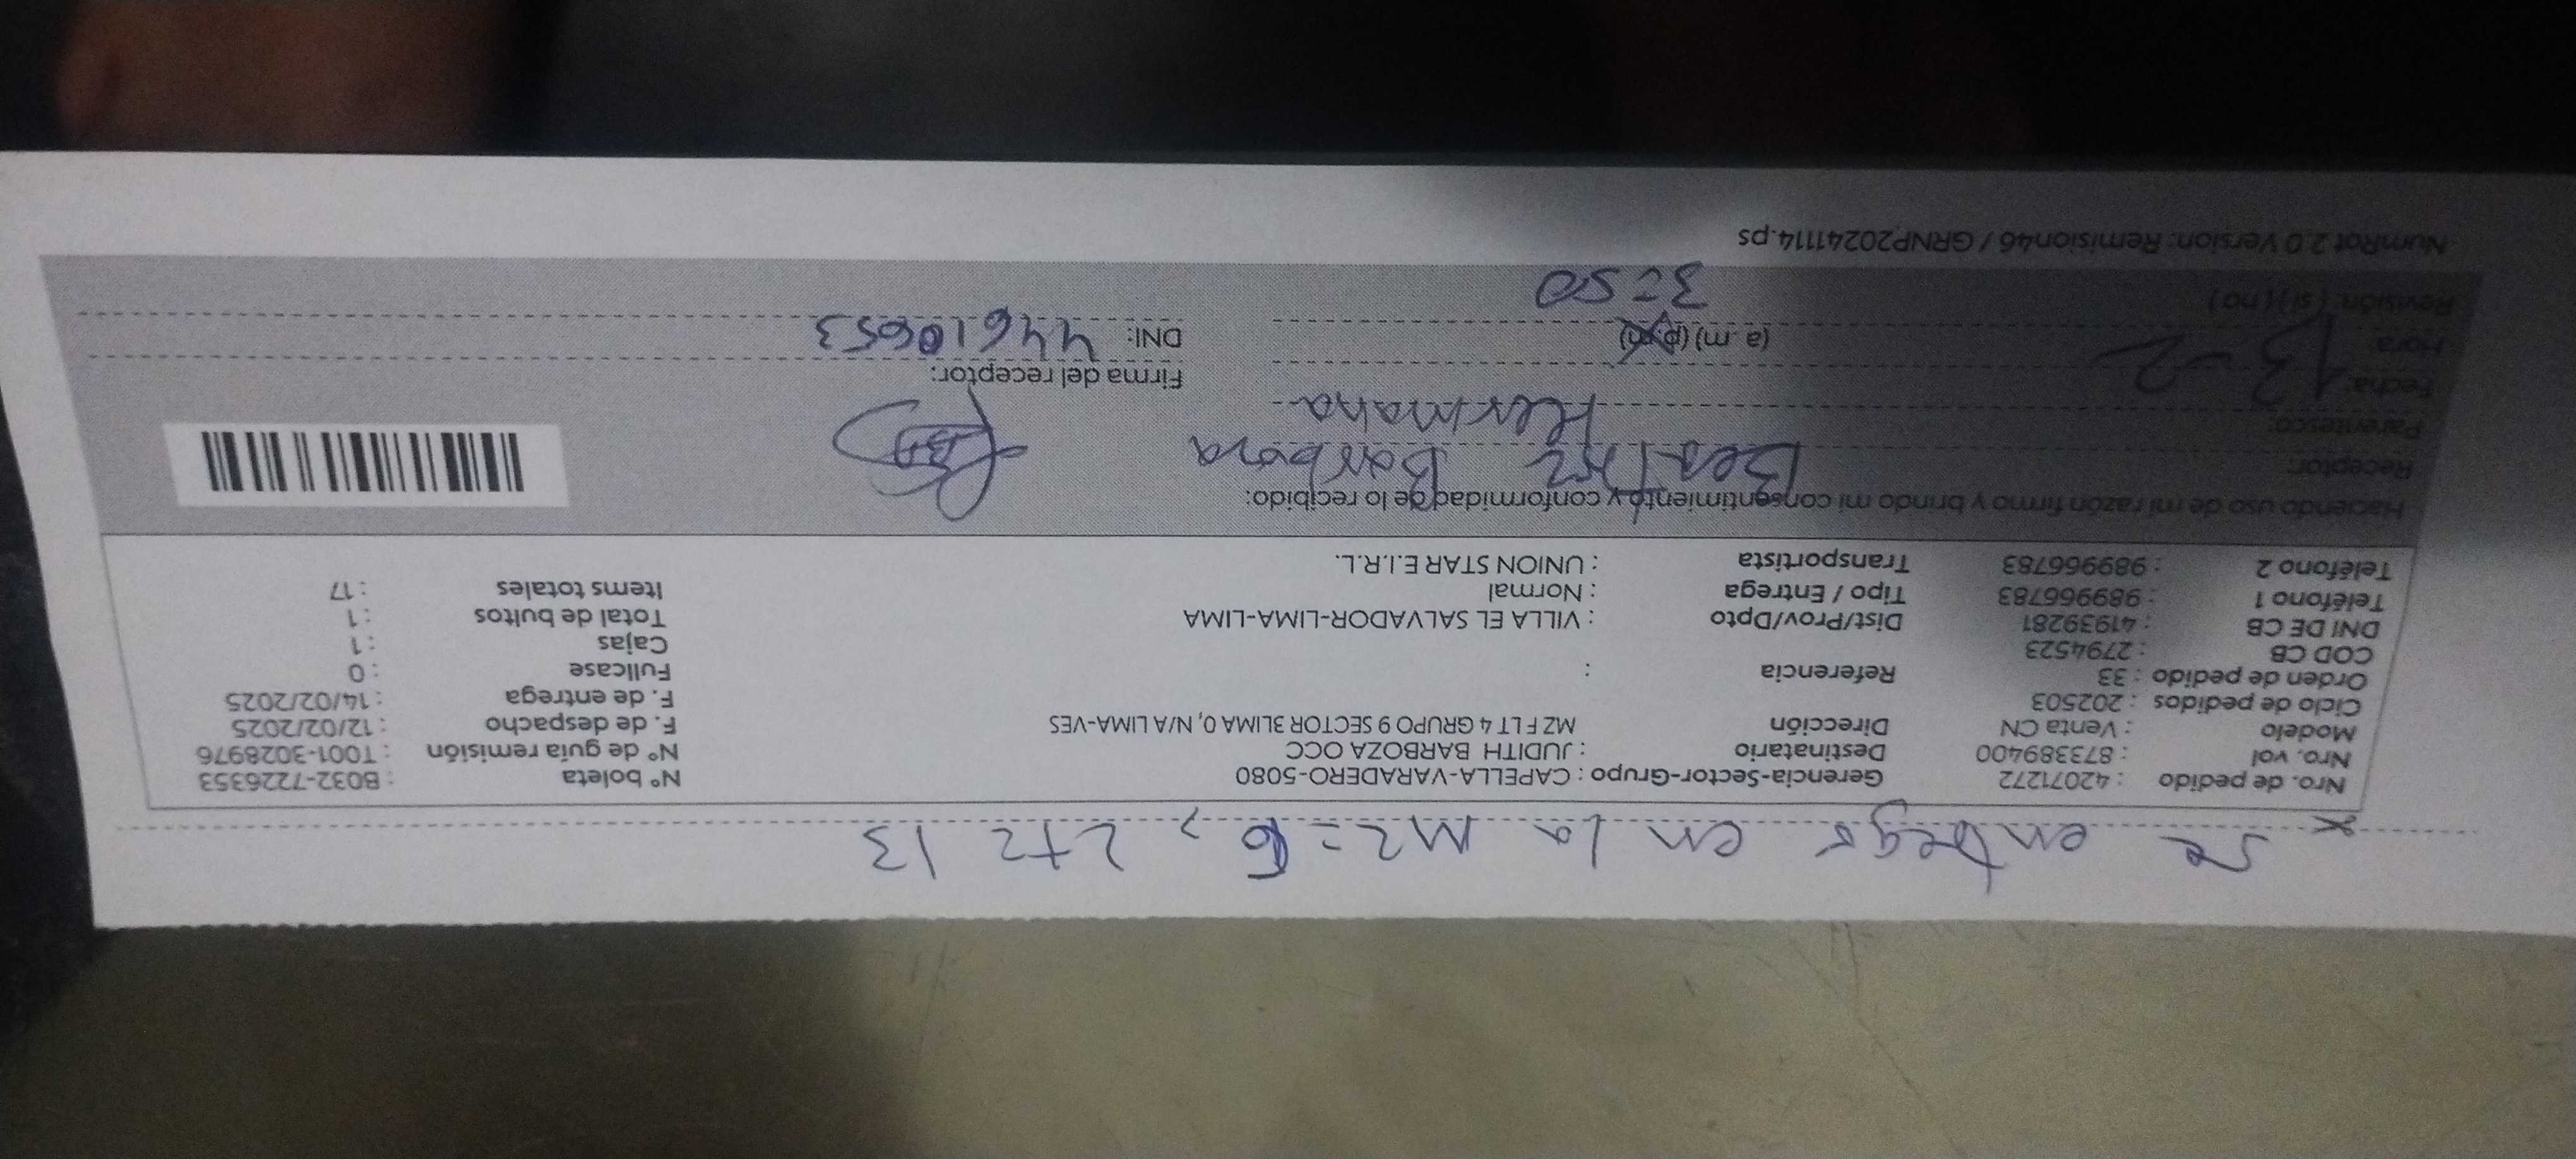 Se entregó en la MZ = G, LTZ 13
Nro. de pedido : 42071272 Gerencia-Sector-Grupo : CAPELLA-VARADERO-5080 N° boleta : B032-7226353
Nro. vol : 873389400 Destinatario : JUDITH BARBOZA OCC N° de guía remisión : T001-3028976
Modelo : Venta CN Dirección MZ F LT 4 GRUPO 9 SECTOR 3LIMA 0, N/A LIMA-VES F. de despacho : 12/02/2025
Ciclo de pedidos : 202503 F. de entrega : 14/02/2025
Orden de pedido : 33 Referencia : Fullcase : 0
COD CB : 2794523 Cajas : 1
DNI DE CB : 41939281 Dist/Prov/Dpto : VILLA EL SALVADOR-LIMA-LIMA Total de bultos : 1
Teléfono 1 : 989966783 Tipo / Entrega : Normal Items totales : 17
Teléfono 2 : 989966783 Transportista : UNION STAR E.I.R.L.
Haciendo uso de mi razón firmo y brindo mi consentimiento y conformidad de lo recibido:
Receptor: Beatriz Barboza
Parentesco: Hermana
Fecha: 13-2 Firma del receptor:
Hora: (a. m) (p. m) DNI: 44610653
3:50
Revisión: (si) (no)
NumRot 2.0 Version: Remision46 / GRNP20241114.ps